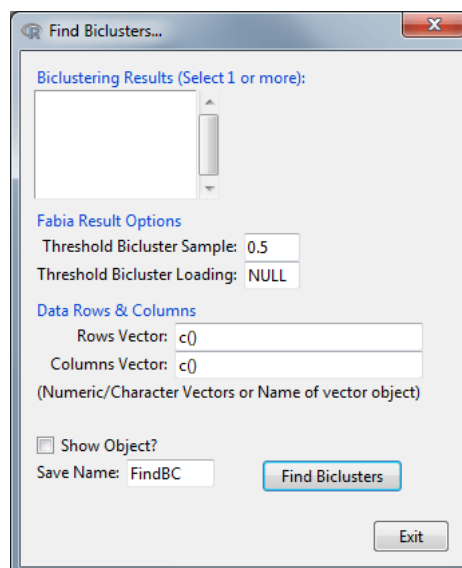 Find Biclusters...
Biclustering Results (Select 1 or more):
Fabia Result Options
Threshold Bicluster Sample: 0.5
Threshold Bicluster Loading: NULL
Data Rows & Columns
Rows Vector: c()
Columns Vector: c()
(Numeric/Character Vectors or Name of vector object)
Show Object?
Save Name: FindBC
Find Biclusters
Exit